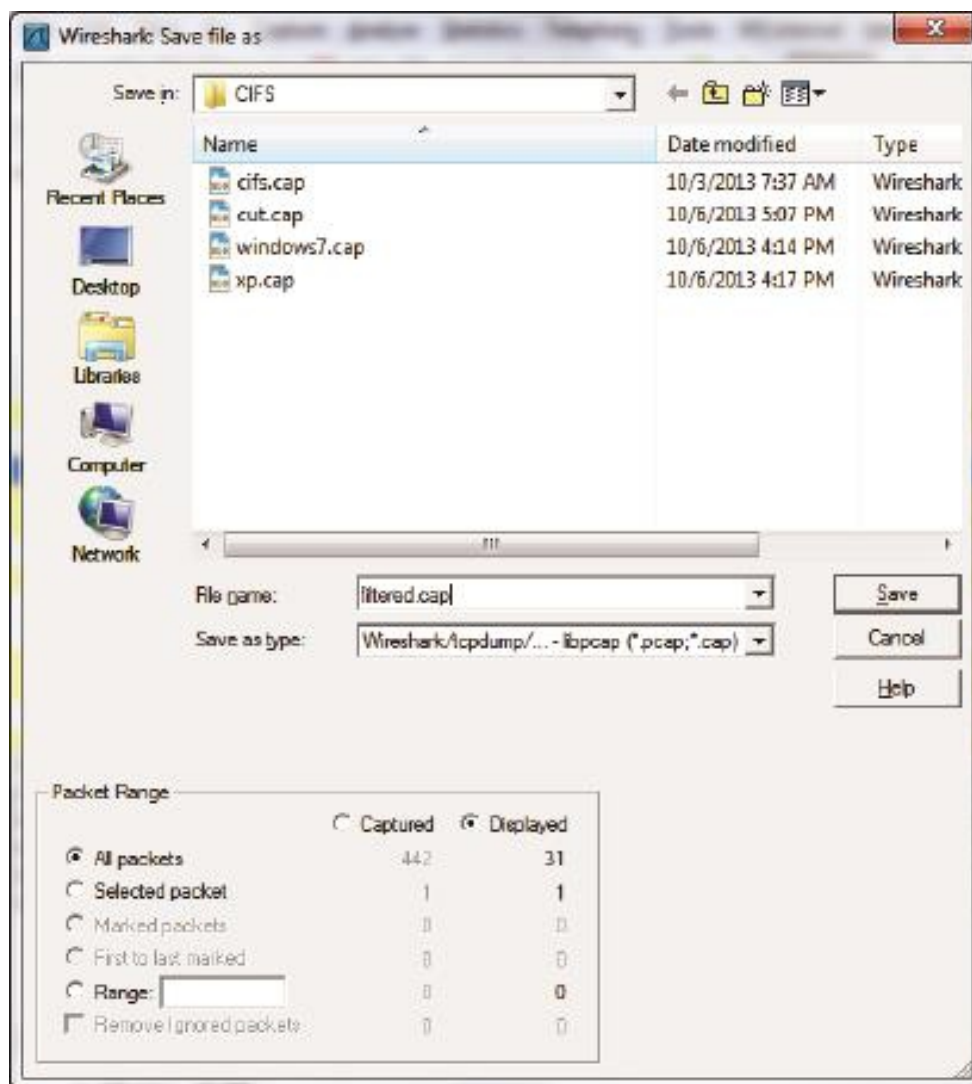 Wireshark: Save file as
Save in: CIFS
Name Date modified Type
cifs.cap 10/3/2013 7:37 AM Wireshark
cut.cap 10/6/2013 5:07 PM Wireshark
windows7.cap 10/6/2013 4:14 PM Wireshark
xp.cap 10/6/2013 4:17 PM Wireshark
Recent Places
Desktop
Libraries
Computer
Network
File name: filtered.cap Save
Save as type: Wireshark/tcpdump/... - libpcap (*.pcap;*.cap) Cancel
Help
Packet Range
Captured Displayed
All packets 442 31
Selected packet 1 1
Marked packets 0 0
First to last marked 0 0
Range: 0 0
Remove Ignored packets 0 0